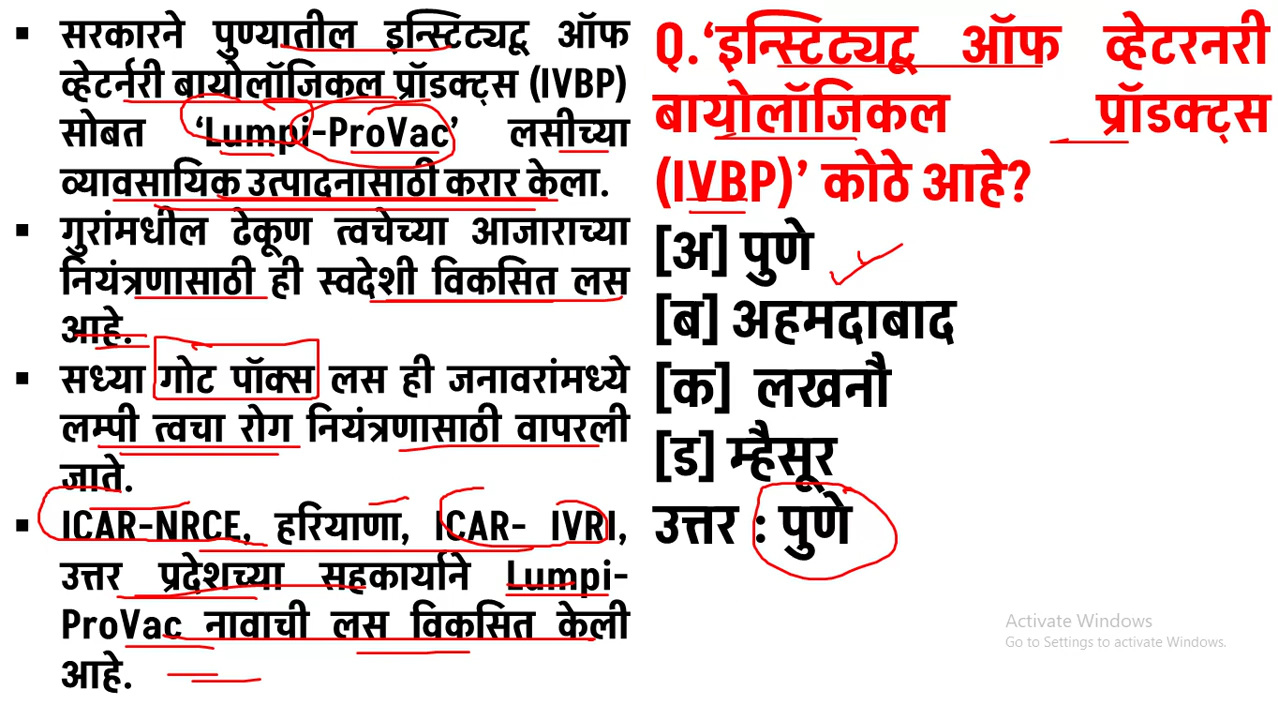 ▪ सरकारने पुण्यातील इन्स्टिट्यटू ऑफ
व्हेटर्नरी बायोलॉजिकल प्रॉडक्ट्स (IVBP)
सोबत ‘Lumpi-ProVac’ लसीच्या
व्यावसायिक उत्पादनासाठी करार केला.
▪ गुरांमधील ढेकूण त्वचेच्या आजाराच्या
नियंत्रणासाठी ही स्वदेशी विकसित लस
आहे.
▪ सध्या गोट पॉक्स लस ही जनावरांमध्ये
लम्पी त्वचा रोग नियंत्रणासाठी वापरली
जाते.
▪ ICAR-NRCE, हरियाणा, ICAR- IVRI,
उत्तर प्रदेशच्या सहकार्याने Lumpi-
ProVac नावाची लस विकसित केली
आहे.
Q.‘इन्स्टिट्यटू ऑफ व्हेटरनरी
बायोलॉजिकल प्रॉडक्ट्स
(IVBP)’ कोठे आहे?
[अ] पुणे
[ब] अहमदाबाद
[क] लखनौ
[ड] म्हैसूर
उत्तर : पुणे
Activate Windows
Go to Settings to activate Windows.